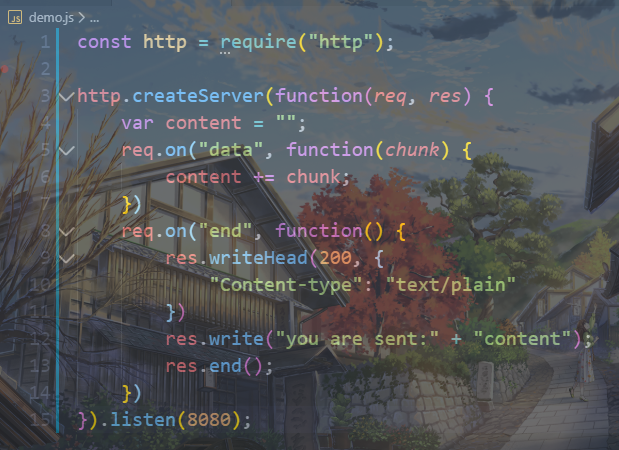 JS demo.js > ...
1 const http = require("http");
2
3 http.createServer(function(req, res) {
4 var content = "";
5 req.on("data", function(chunk) {
6 content += chunk;
7 })
8 req.on("end", function() {
9 res.writeHead(200, {
10 "Content-type": "text/plain"
11 })
12 res.write("you are sent:" + "content");
13 res.end();
14 })
15 }).listen(8080);